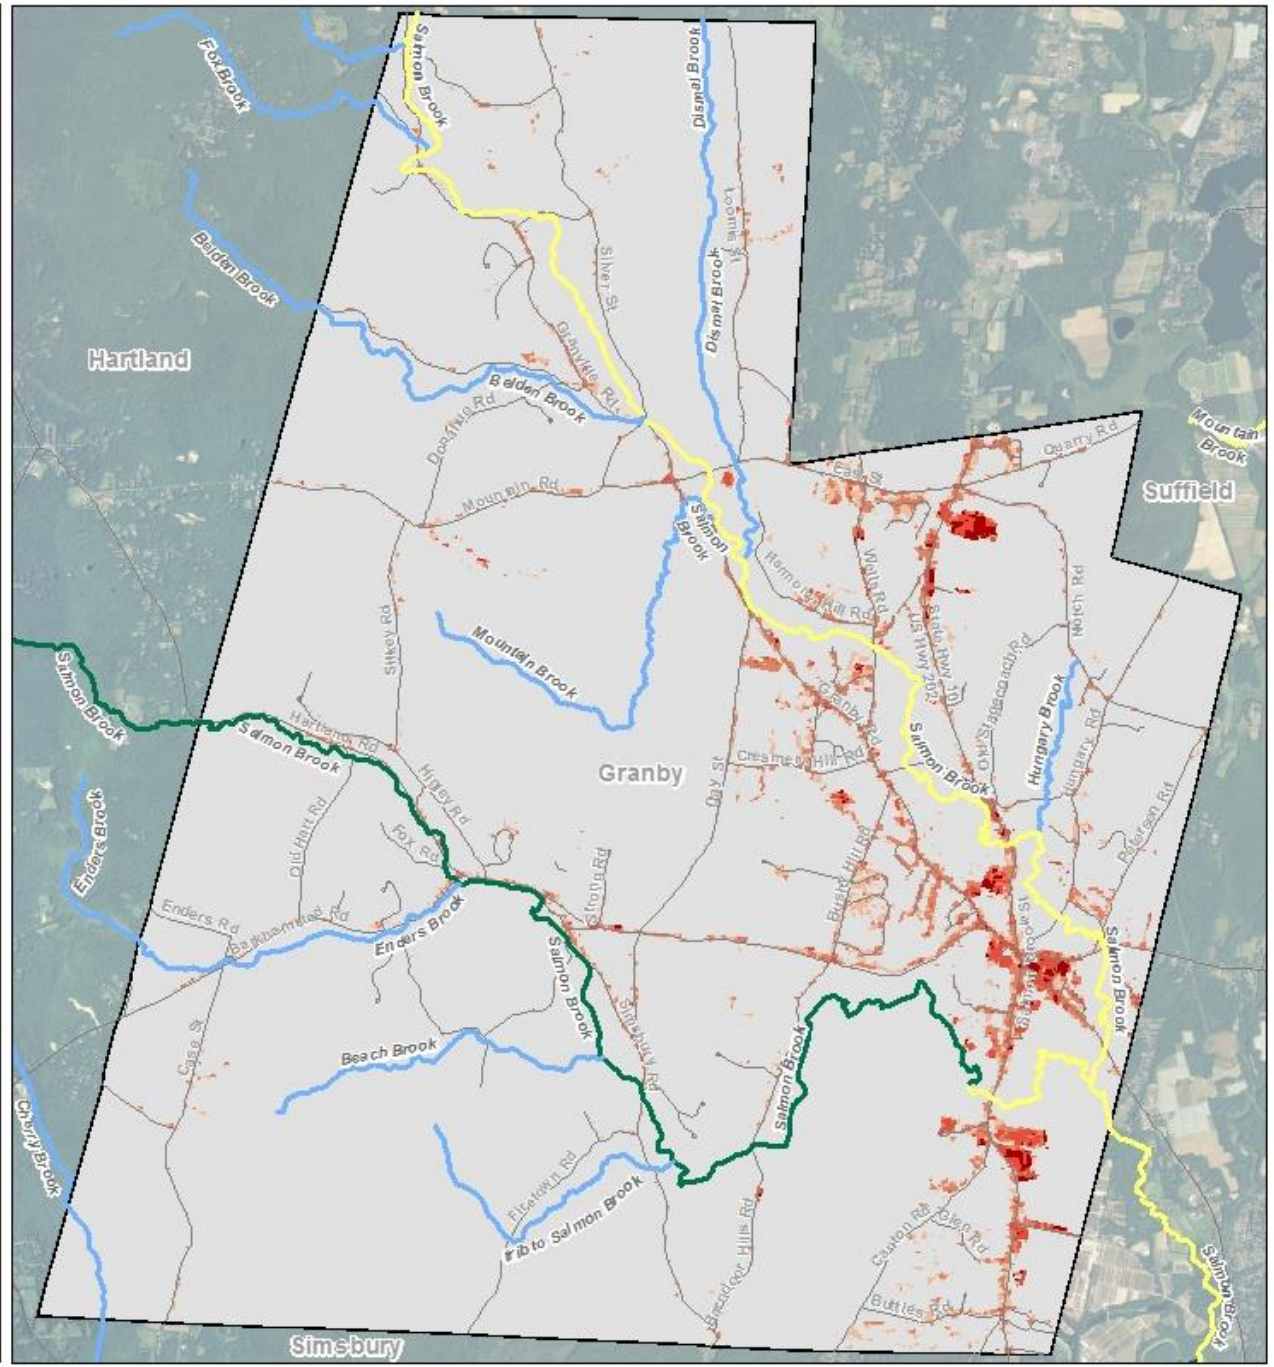 Salmon Brook
Fox Brook
Dismal Brook
Loomis St
Belden Brook
Silver St
Dismal Brook
Hartland
Granville Rd
Belden Brook
Donahue Rd
Mountain
Brook
Quarry Rd
East St
Mountain Rd
Suffield
Salmon
Brook
Wells Rd
Notch Rd
Silkey Rd
State Hwy 10
US Hwy 202
Mountain Brook
Old Stagecoach Rd
Salmon Brook
Granby Rd
Hungary Brook
Hartland Rd
Salmon Brook
Hungary Rd
Salmon Brook
Creamery Hill Rd
Granby
Day St
Higley Rd
Old Hart Rd
Peterson Rd
Enders Brook
Fox Rd
Strong Rd
Bushy Hill Rd
Enders Rd
Barkhamsted Rd
Enders Brook
Salmon Brook St
Salmon Brook
Salmon Brook
Simsbury Rd
Case St
Beach Brook
Salmon Brook
Cherry Brook
Firetown Rd
Trib to Salmon Brook
Canton Rd
Glen Rd
Barndoor Hills Rd
Salmon Brook
Buttles Rd
Simsbury